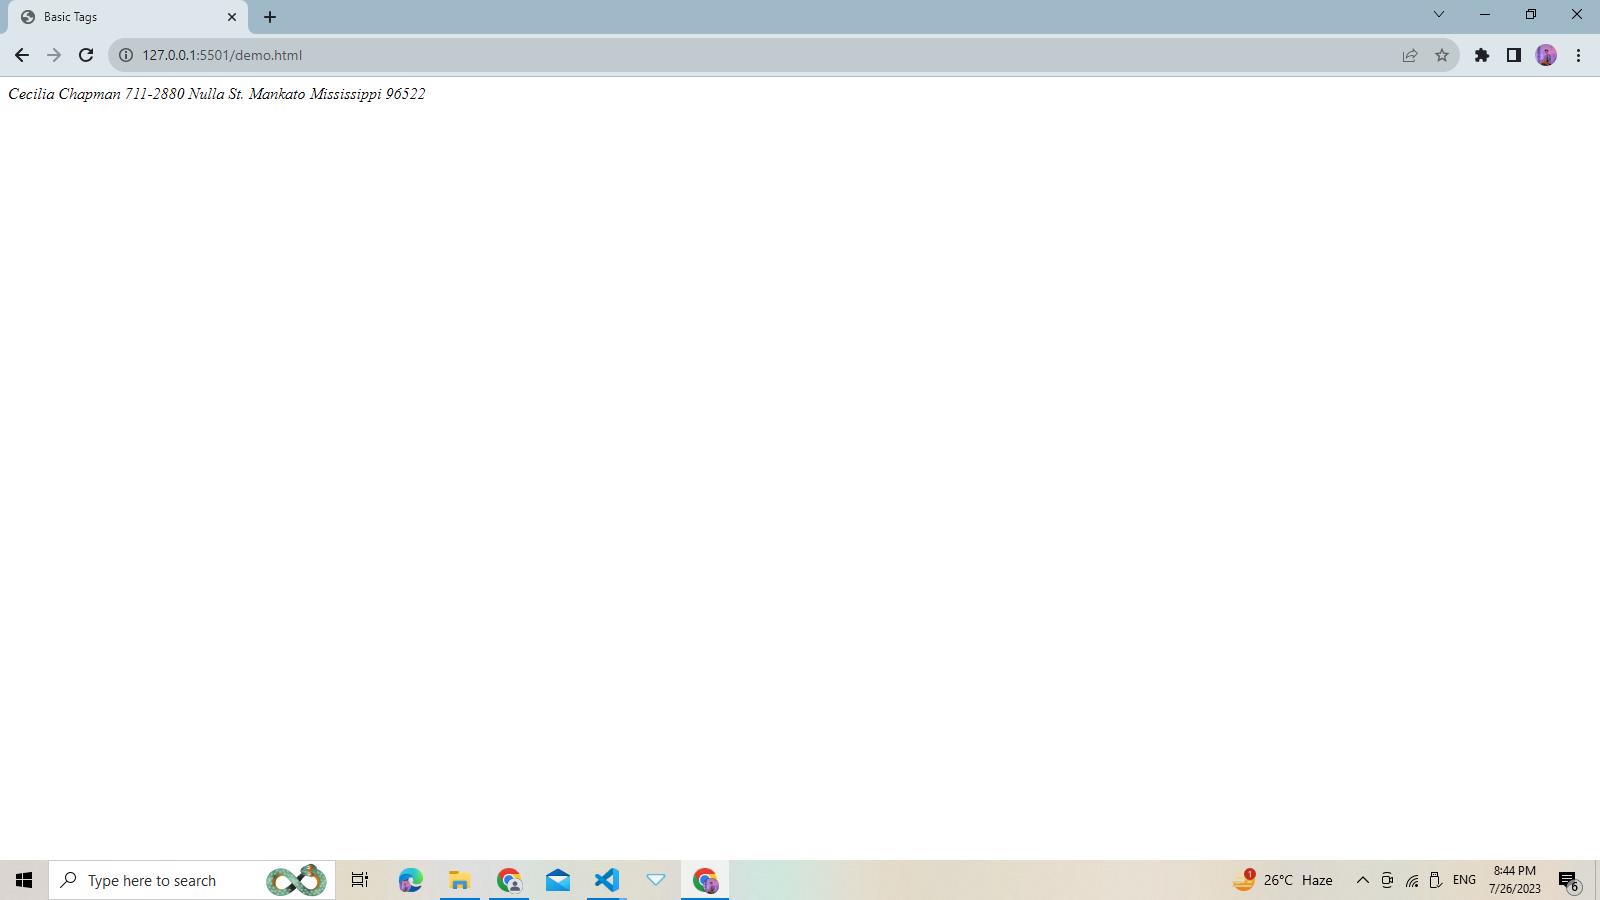 Basic Tags
127.0.0.1:5501/demo.html
Cecilia Chapman 711-2880 Nulla St. Mankato Mississippi 96522
Type here to search
1
26°C Haze
ENG
8:44 PM
7/26/2023
6